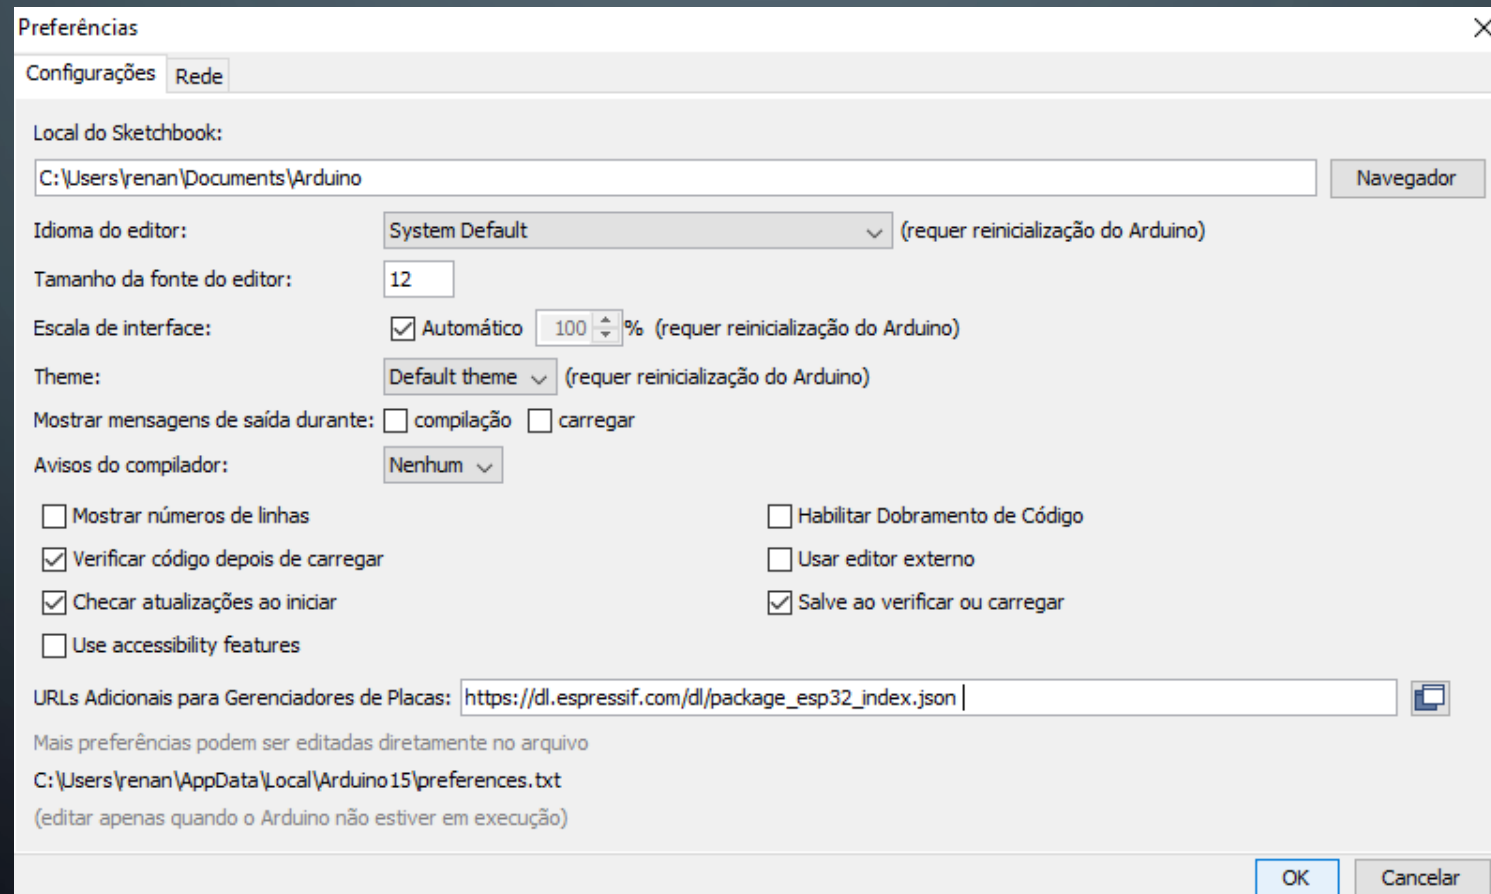 Preferências
Configurações Rede
Local do Sketchbook:
C:\Users\renan\Documents\Arduino Navegador
Idioma do editor: System Default (requer reinicialização do Arduino)
Tamanho da fonte do editor: 12
Escala de interface: Automático 100 % (requer reinicialização do Arduino)
Theme: Default theme (requer reinicialização do Arduino)
Mostrar mensagens de saída durante: compilação carregar
Avisos do compilador: Nenhum
Mostrar números de linhas Habilitar Dobramento de Código
Verificar código depois de carregar Usar editor externo
Checar atualizações ao iniciar Salve ao verificar ou carregar
Use accessibility features
URLs Adicionais para Gerenciadores de Placas: https://dl.espressif.com/dl/package_esp32_index.json
Mais preferências podem ser editadas diretamente no arquivo
C:\Users\renan\AppData\Local\Arduino15\preferences.txt
(editar apenas quando o Arduino não estiver em execução)
OK Cancelar